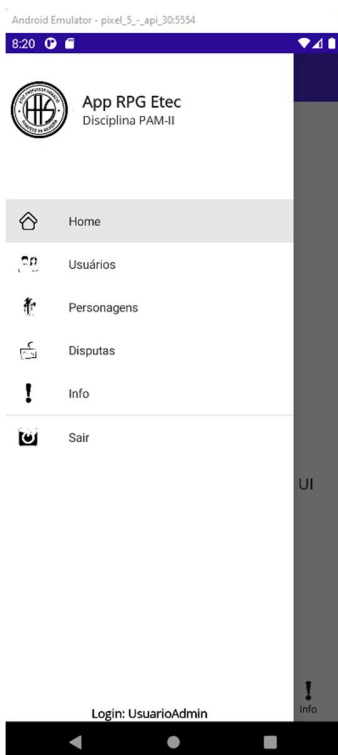 Android Emulator - pixel_5_-_api_30:5554
8:20
App RPG Etec
Disciplina PAM-II
Home
Usuários
Personagens
Disputas
Info
Sair
UI
Info
Login: UsuarioAdmin